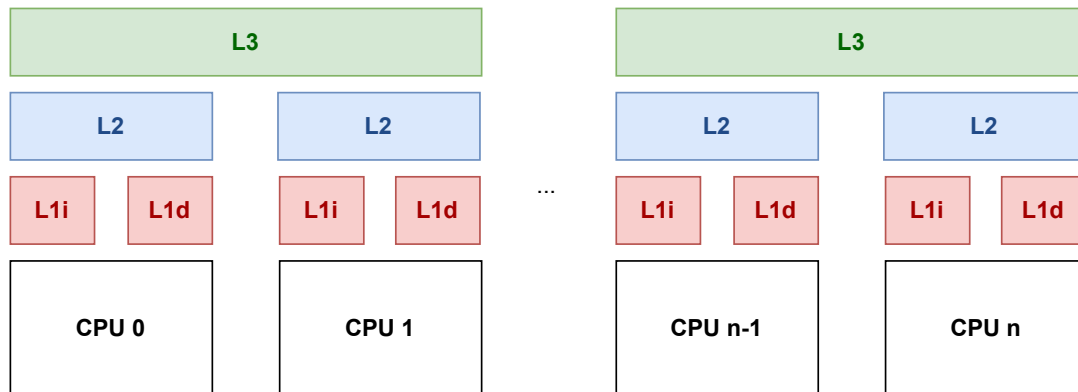 L3 L3
L2 L2 L2 L2
L1i L1d L1i L1d ... L1i L1d L1i L1d
CPU 0 CPU 1 CPU n-1 CPU n